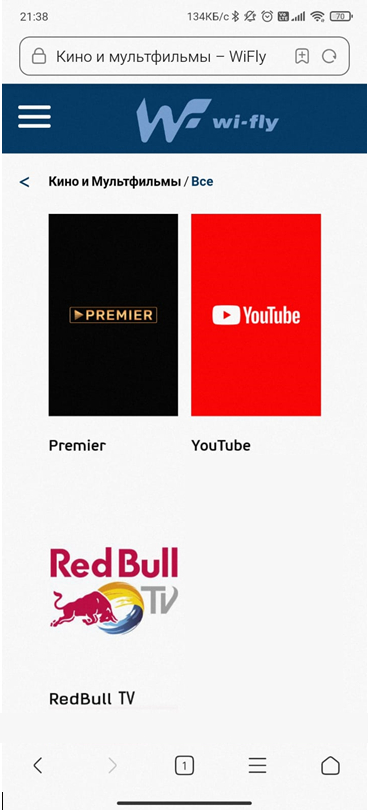 21:38
134КБ/с
70
Кино и мультфильмы – WiFly
WF wi-fly
< Кино и Мультфильмы / Все
PREMIER
YouTube
Premier
YouTube
Red Bull
TV
RedBull TV
1